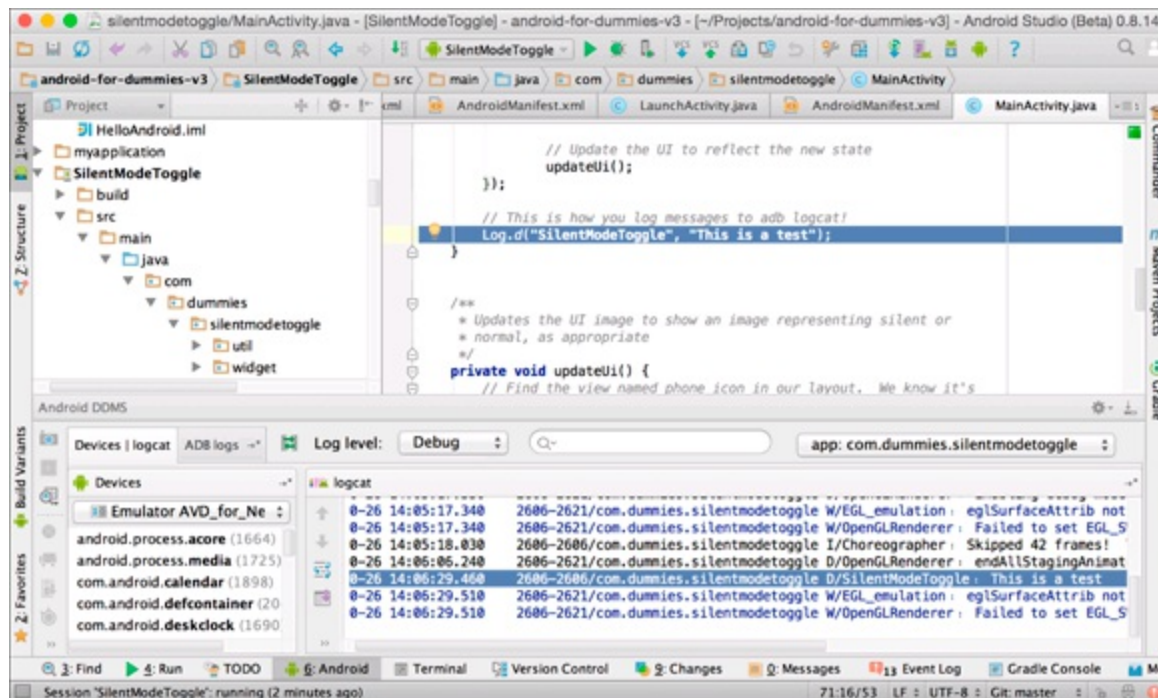 silentmodetoggle/MainActivity.java - [SilentModeToggle] - android-for-dummies-v3 - [~/Projects/android-for-dummies-v3] - Android Studio (Beta) 0.8.14
SilentModeToggle
android-for-dummies-v3 SilentModeToggle src main java com dummies silentmodetoggle MainActivity
1: Project
Z: Structure
Build Variants
2: Favorites
Project
HelloAndroid.iml
myapplication
SilentModeToggle
build
src
main
java
com
dummies
silentmodetoggle
util
widget
xml AndroidManifest.xml LaunchActivity.java AndroidManifest.xml MainActivity.java
// Update the UI to reflect the new state
updateUi();
});
// This is how you log messages to adb logcat!
Log.d("SilentModeToggle", "This is a test");
}
/**
* Updates the UI image to show an image representing silent or
* normal, as appropriate
*/
private void updateUi() {
// Find the view named phone icon in our layout. We know it's
Commander
Maven Projects
Gradle
Android DDMS
Devices | logcat ADB logs Log level: Debug app: com.dummies.silentmodetoggle
Devices
Emulator AVD_for_Ne
android.process.acore (1664)
android.process.media (1725)
com.android.calendar (1898)
com.android.defcontainer (20
com.android.deskclock (1690)
logcat
0-26 14:05:17.340 2606-2621/com.dummies.silentmodetoggle W/EGL_emulation: eglSurfaceAttrib not
0-26 14:05:17.340 2606-2621/com.dummies.silentmodetoggle W/OpenGLRenderer: Failed to set EGL_S
0-26 14:05:18.030 2606-2606/com.dummies.silentmodetoggle I/Choreographer: Skipped 42 frames!
0-26 14:06:06.240 2606-2621/com.dummies.silentmodetoggle D/OpenGLRenderer: endAllStagingAnimat
0-26 14:06:29.460 2606-2606/com.dummies.silentmodetoggle D/SilentModeToggle: This is a test
0-26 14:06:29.510 2606-2621/com.dummies.silentmodetoggle W/EGL_emulation: eglSurfaceAttrib not
0-26 14:06:29.510 2606-2621/com.dummies.silentmodetoggle W/OpenGLRenderer: Failed to set EGL_S
3: Find 4: Run TODO 6: Android Terminal Version Control 9: Changes 0: Messages 13 Event Log Gradle Console M
Session "SilentModeToggle": running (2 minutes ago) 71:16/53 LF UTF-8 Git: master